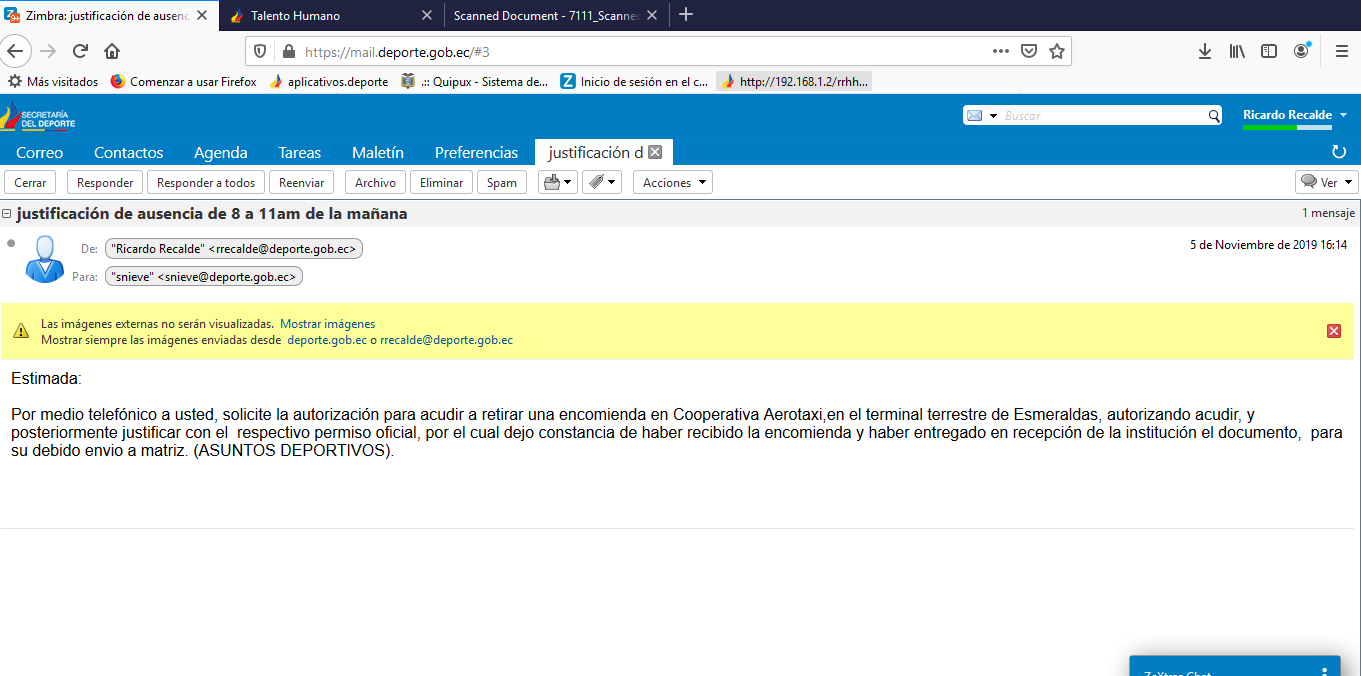 Zimbra: justificación de ausenc
Talento Humano
Scanned Document - 7111_Scanne
https://mail.deporte.gob.ec/#3
Más visitados
Comenzar a usar Firefox
aplicativos.deporte
.:: Quipux - Sistema de...
Inicio de sesión en el c...
http://192.168.1.2/rrhh...
SECRETARÍA
DEL DEPORTE
Buscar
Ricardo Recalde
Correo Contactos Agenda Tareas Maletín Preferencias justificación d
Cerrar Responder Responder a todos Reenviar Archivo Eliminar Spam Acciones Ver
justificación de ausencia de 8 a 11am de la mañana
1 mensaje
De: "Ricardo Recalde" <rrecalde@deporte.gob.ec>
5 de Noviembre de 2019 16:14
Para: "snieve" <snieve@deporte.gob.ec>
Las imágenes externas no serán visualizadas. Mostrar imágenes
Mostrar siempre las imágenes enviadas desde deporte.gob.ec o rrecalde@deporte.gob.ec
Estimada:
Por medio telefónico a usted, solicite la autorización para acudir a retirar una encomienda en Cooperativa Aerotaxi,en el terminal terrestre de Esmeraldas, autorizando acudir, y
posteriormente justificar con el  respectivo permiso oficial, por el cual dejo constancia de haber recibido la encomienda y haber entregado en recepción de la institución el documento,  para
su debido envio a matriz. (ASUNTOS DEPORTIVOS).